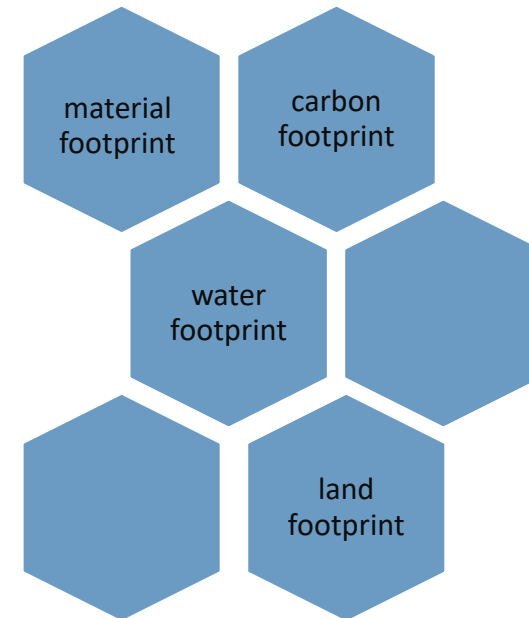 material
footprint
carbon
footprint
water
footprint
land
footprint